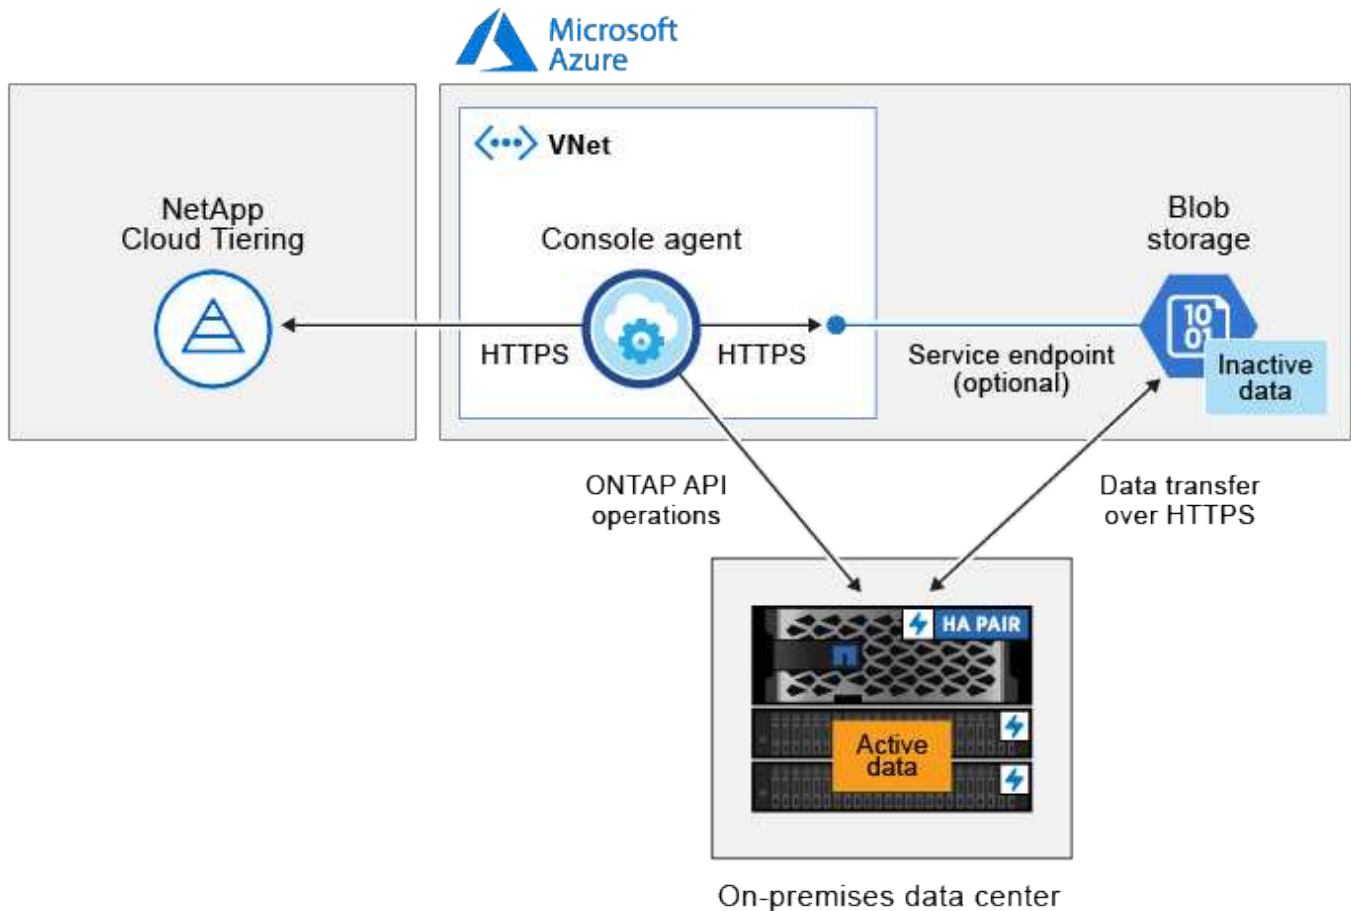 Microsoft
Azure
VNet
NetApp
Cloud Tiering
Console agent
Blob
storage
HTTPS
HTTPS
Service endpoint
(optional)
10
01
Inactive
data
ONTAP API
operations
Data transfer
over HTTPS
HA PAIR
Active
data
On-premises data center